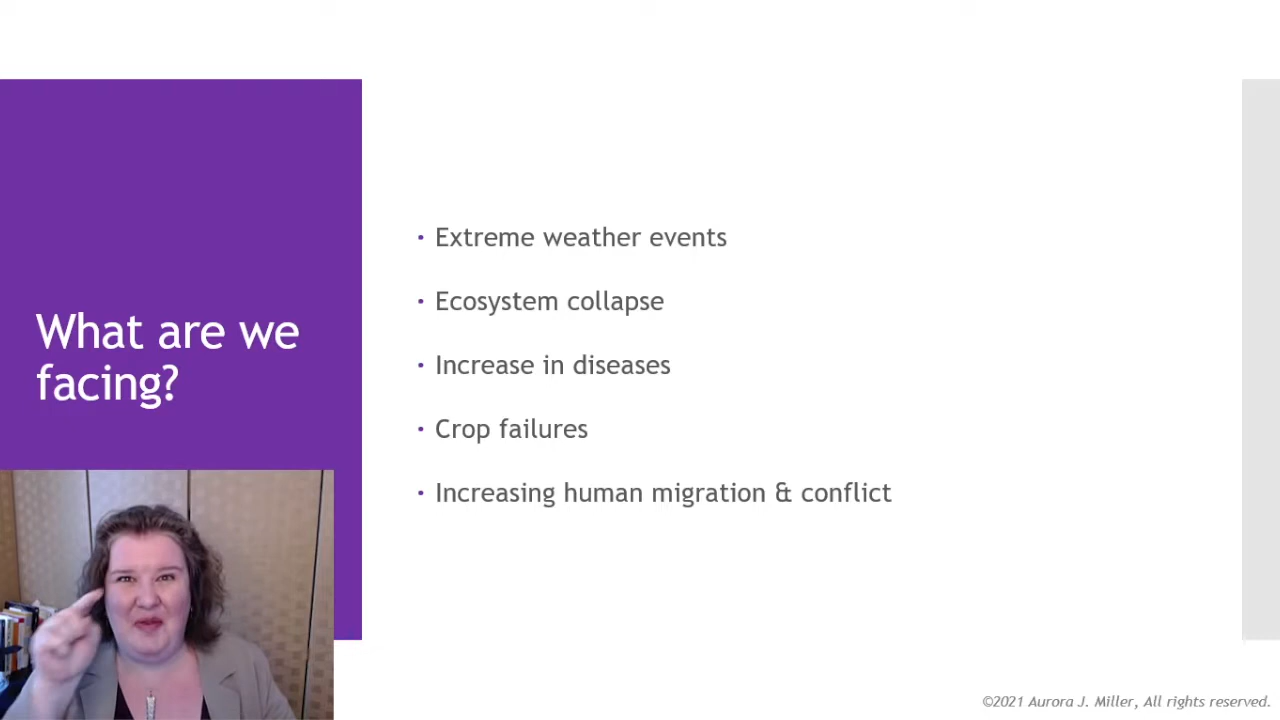 What are we
facing?
• Extreme weather events
• Ecosystem collapse
• Increase in diseases
• Crop failures
• Increasing human migration & conflict
©2021 Aurora J. Miller, All rights reserved.